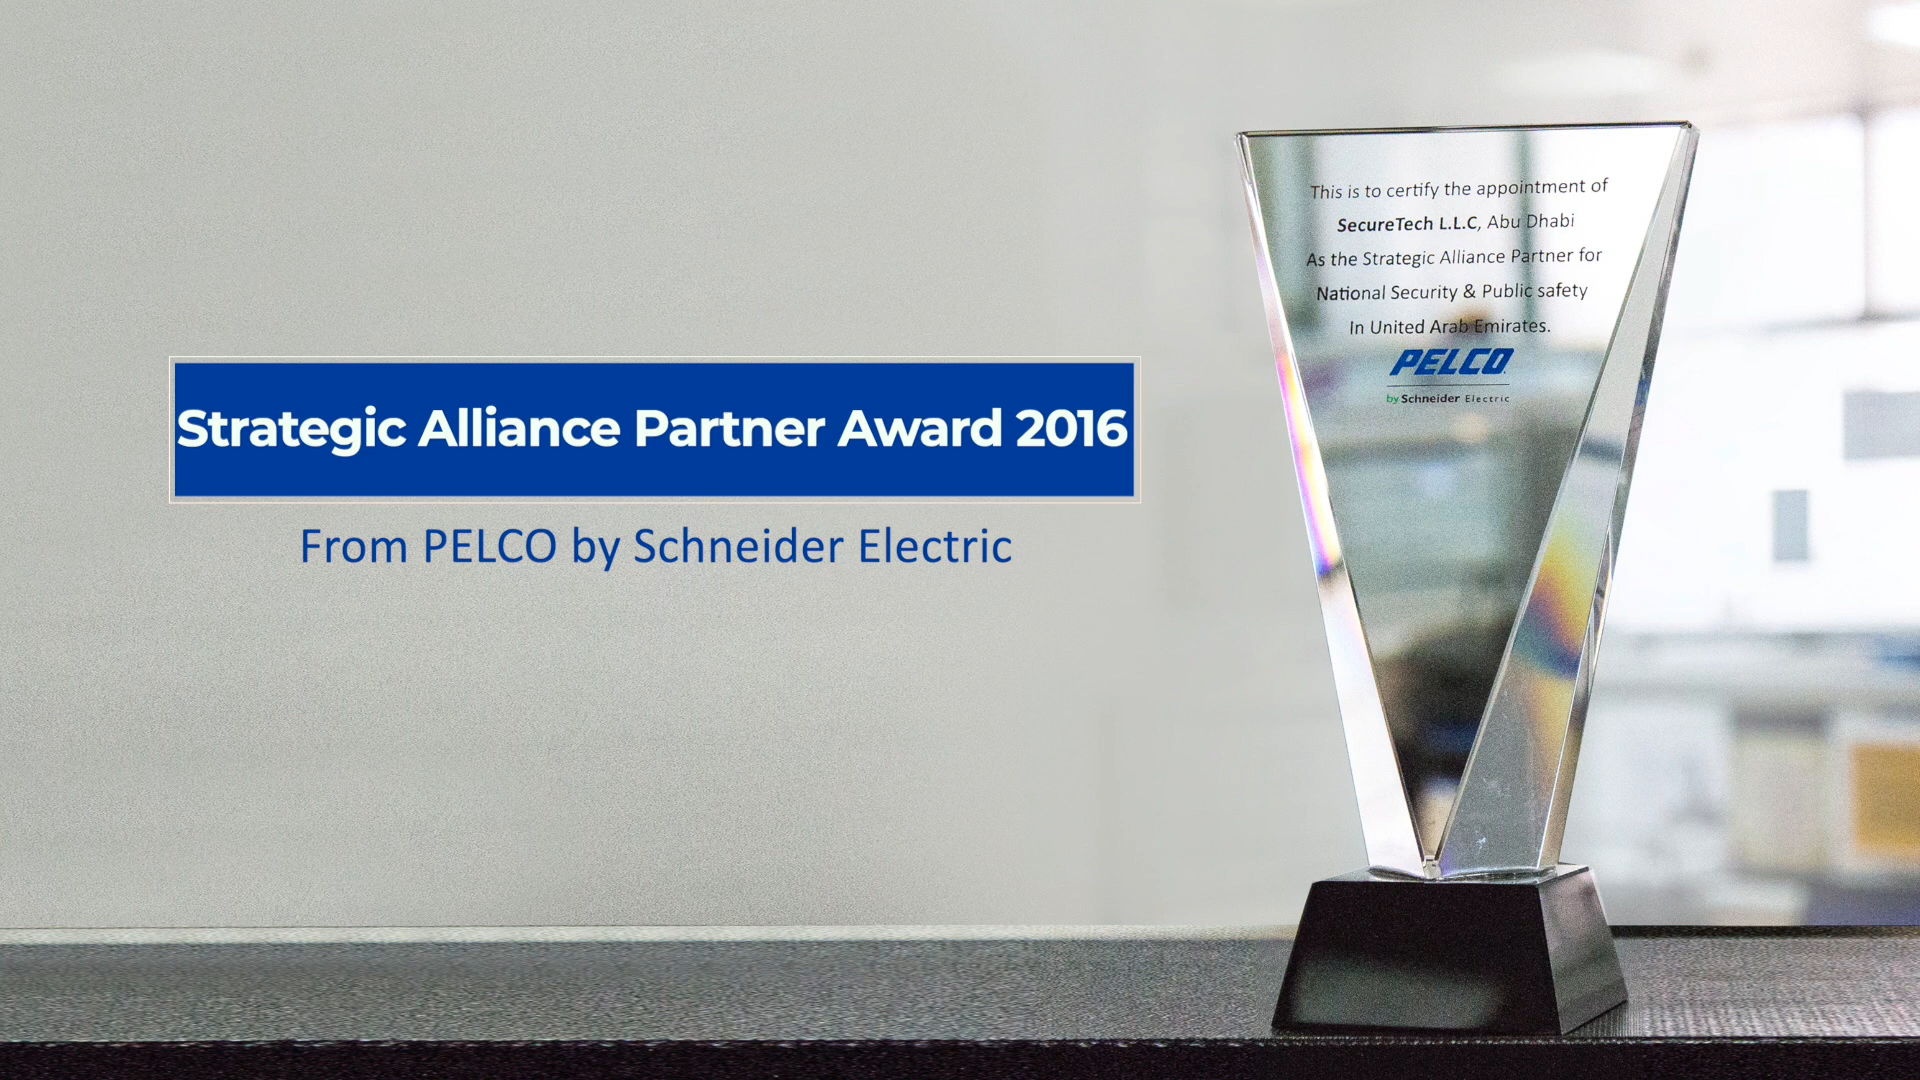 Strategic Alliance Partner Award 2016
From PELCO by Schneider Electric
This is to certify the appointment of
SecureTech L.L.C, Abu Dhabi
As the Strategic Alliance Partner for
National Security & Public safety
In United Arab Emirates.
PELCO
by Schneider Electric